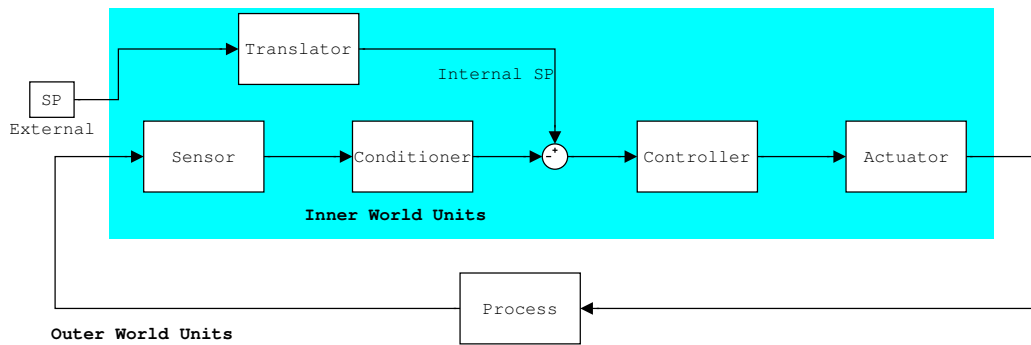 Translator
Internal SP
SP
External
Sensor
Conditioner
- +
Controller
Actuator
Inner World Units
Process
Outer World Units